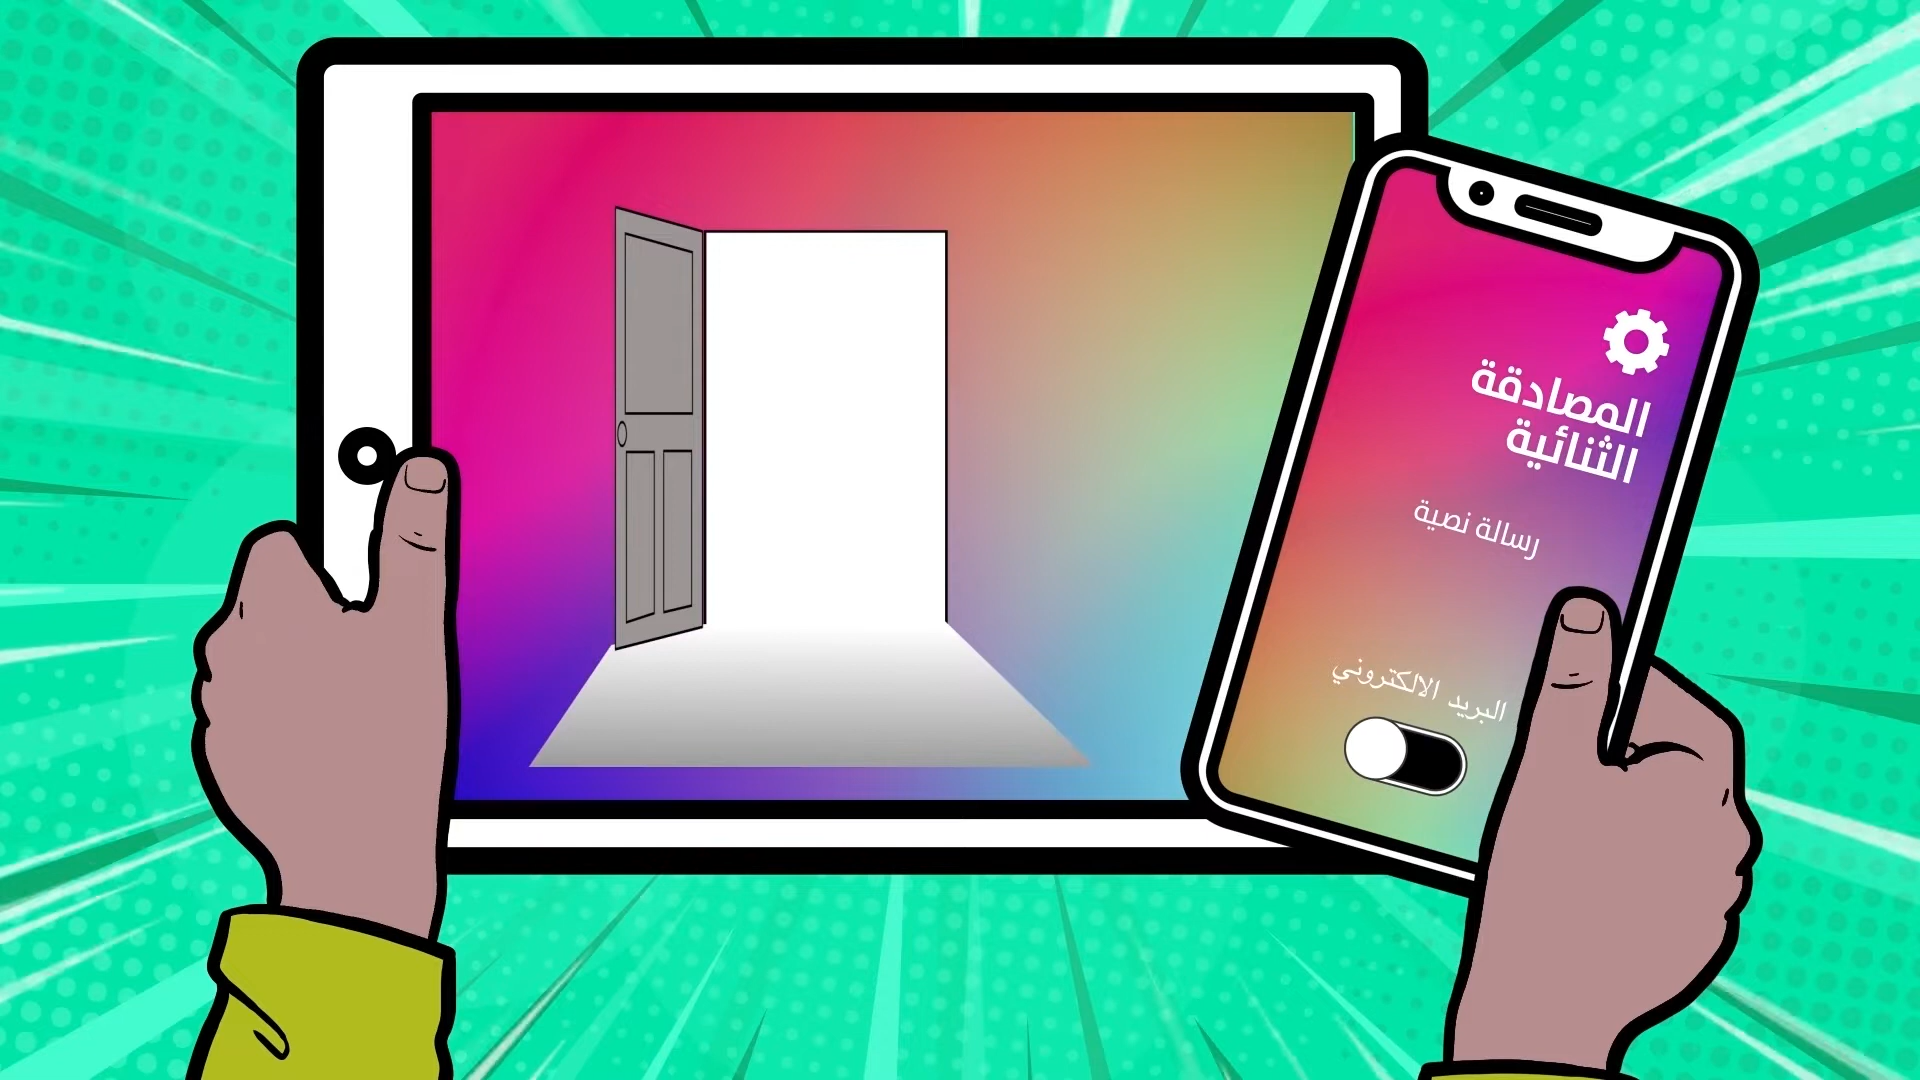 المصادقة
الثنائية
رسالة نصية
البريد الالكتروني